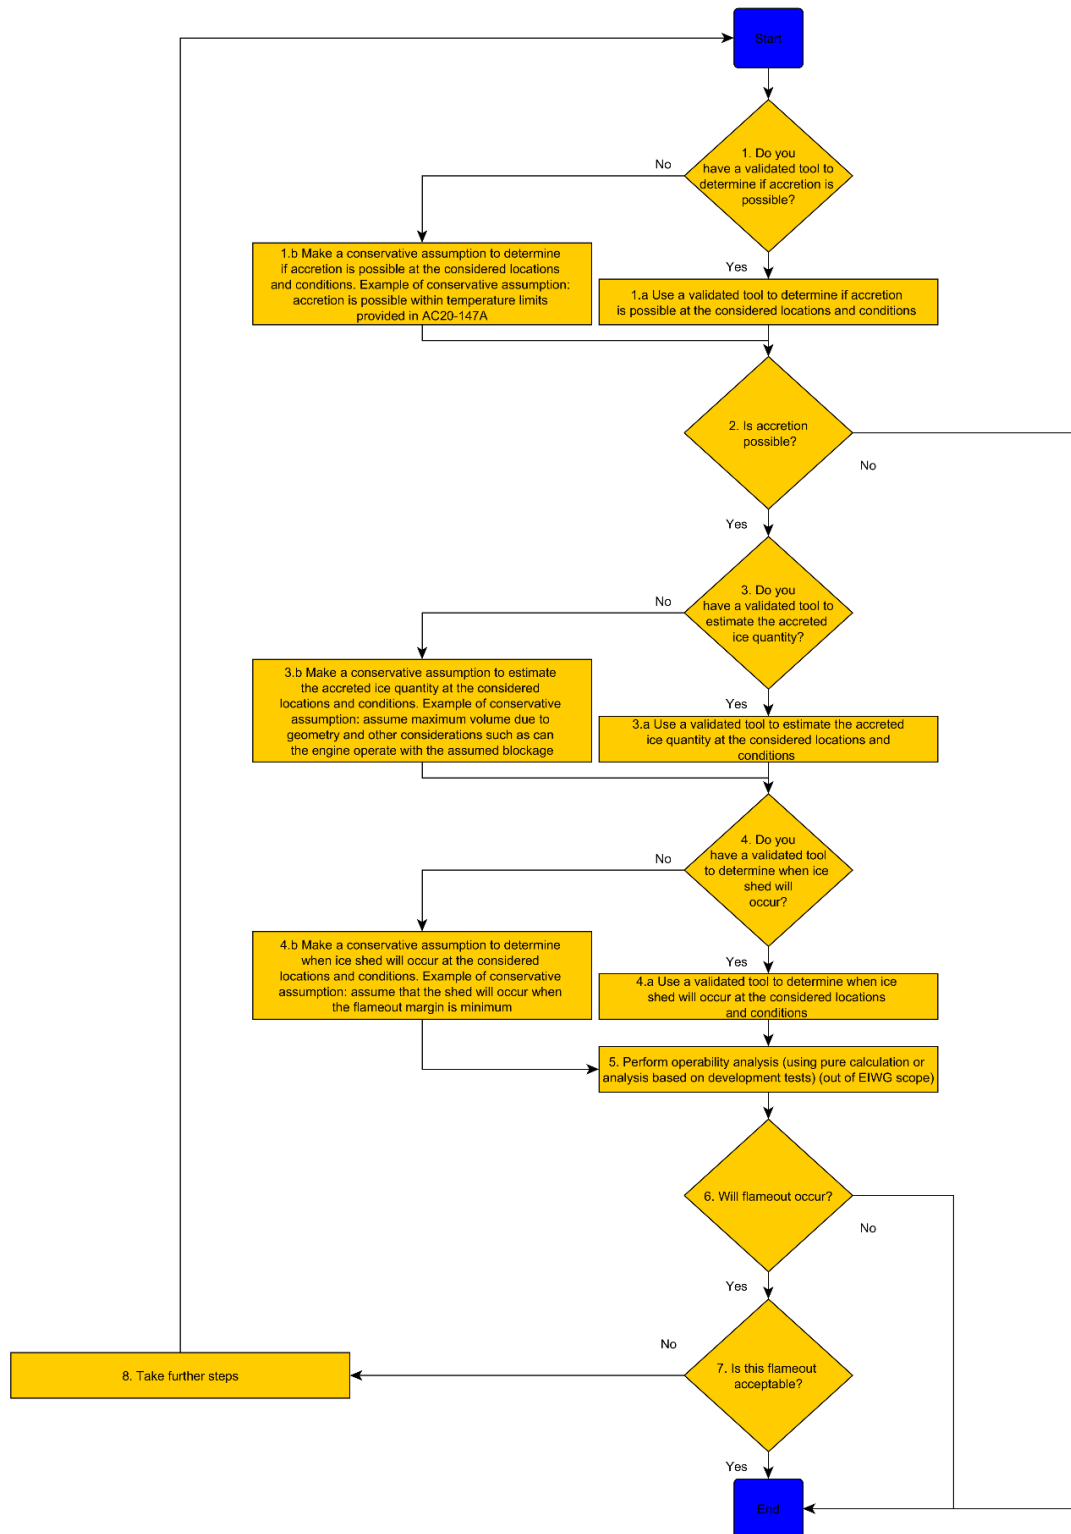 Start
1. Do you
have a validated tool to
determine if accretion is
possible?
No
Yes
1.b Make a conservative assumption to determine
if accretion is possible at the considered locations
and conditions. Example of conservative assumption:
accretion is possible within temperature limits
provided in AC20-147A
1.a Use a validated tool to determine if accretion
is possible at the considered locations and conditions
2. Is accretion
possible?
No
Yes
3. Do you
have a validated tool to
estimate the accreted
ice quantity?
No
Yes
3.b Make a conservative assumption to estimate
the accreted ice quantity at the considered
locations and conditions. Example of conservative
assumption: assume maximum volume due to
geometry and other considerations such as can
the engine operate with the assumed blockage
3.a Use a validated tool to estimate the accreted
ice quantity at the considered locations and
conditions
4. Do you
have a validated tool
to determine when ice
shed will
occur?
No
Yes
4.b Make a conservative assumption to determine
when ice shed will occur at the considered
locations and conditions. Example of conservative
assumption: assume that the shed will occur when
the flameout margin is minimum
4.a Use a validated tool to determine when ice
shed will occur at the considered locations
and conditions
5. Perform operability analysis (using pure calculation or
analysis based on development tests) (out of EIWG scope)
6. Will flameout occur?
No
Yes
7. Is this flameout
acceptable?
No
8. Take further steps
Yes
End